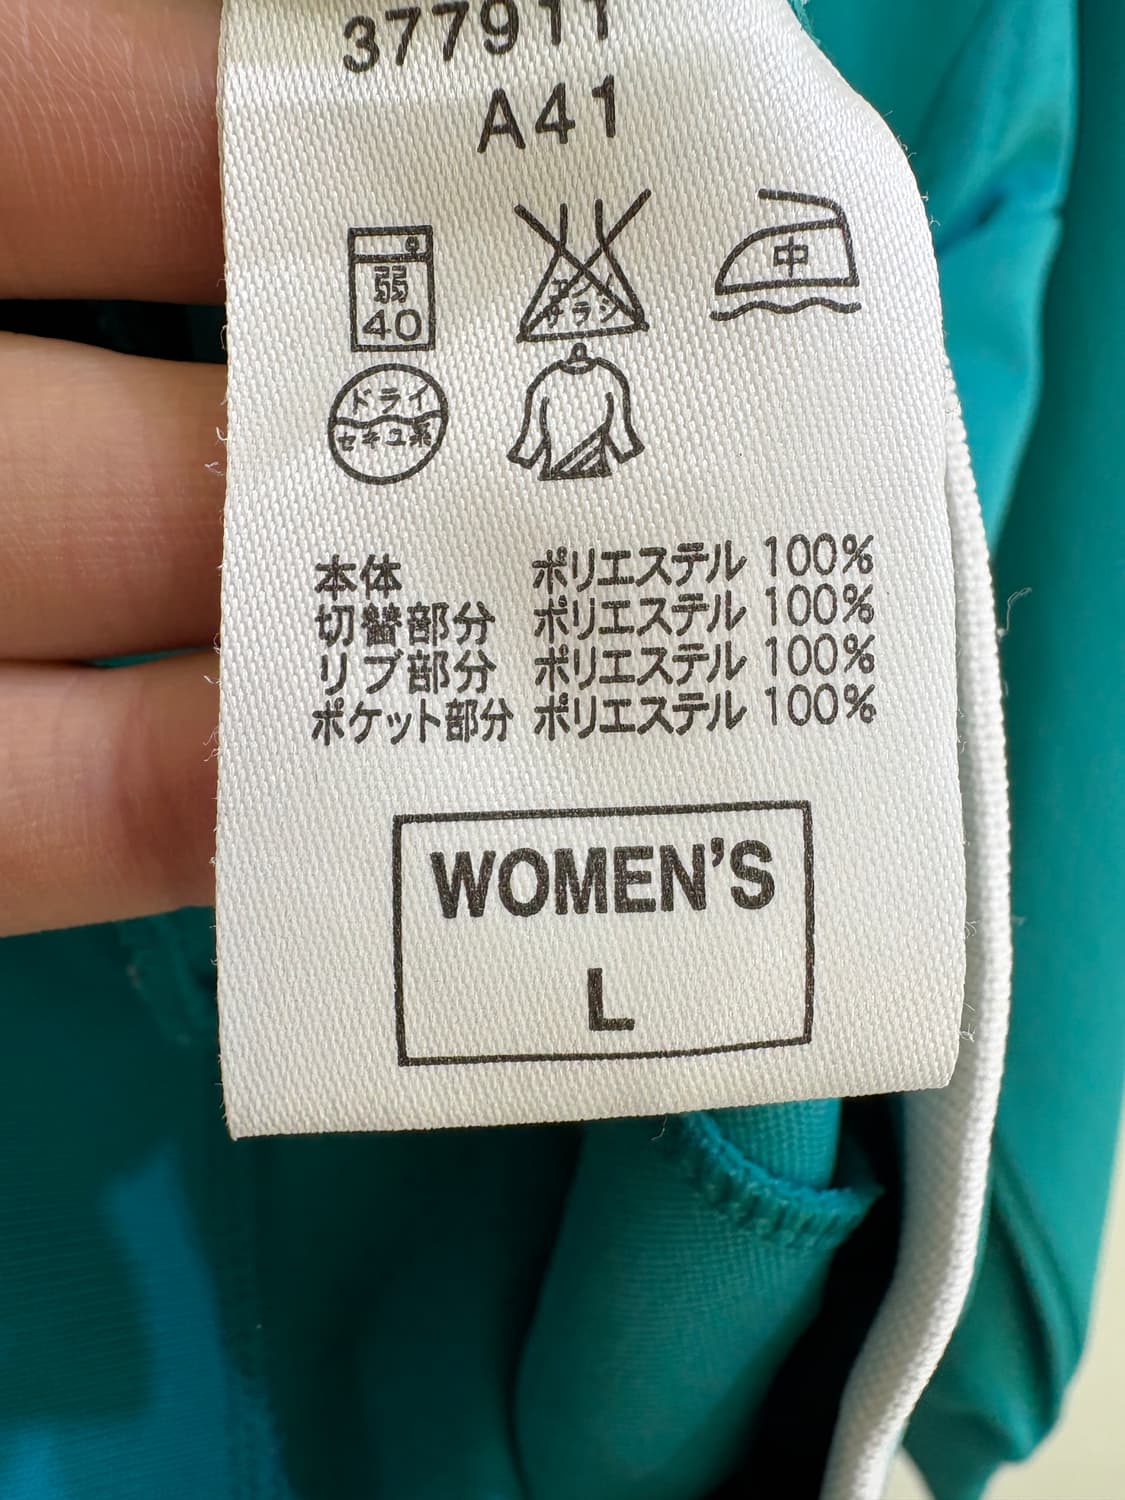 377911
A41
弱
40
エンソ
サラシ
中
ドライ
セキユ系
本体 ポリエステル 100%
切替部分 ポリエステル 100%
リブ部分 ポリエステル 100%
ポケット部分 ポリエステル 100%
WOMEN'S
L